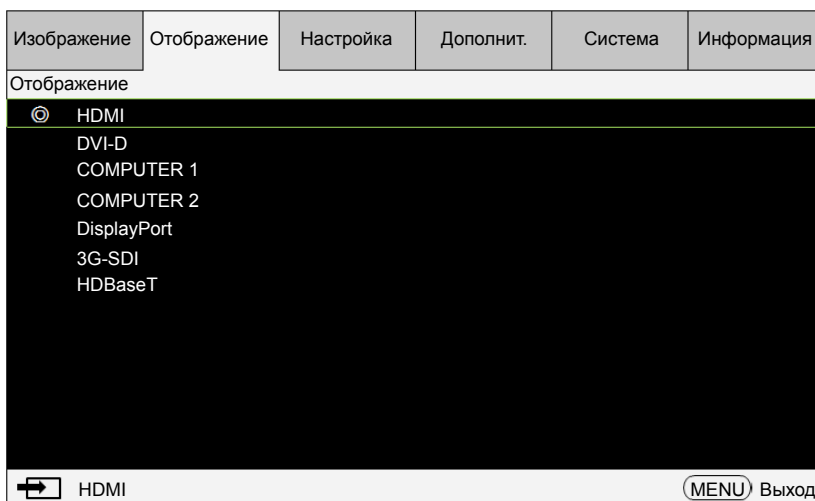 Изображение Отображение Настройка Дополнит. Система Информация
Отображение
HDMI
DVI-D
COMPUTER 1
COMPUTER 2
DisplayPort
3G-SDI
HDBaseT
HDMI MENU Выход